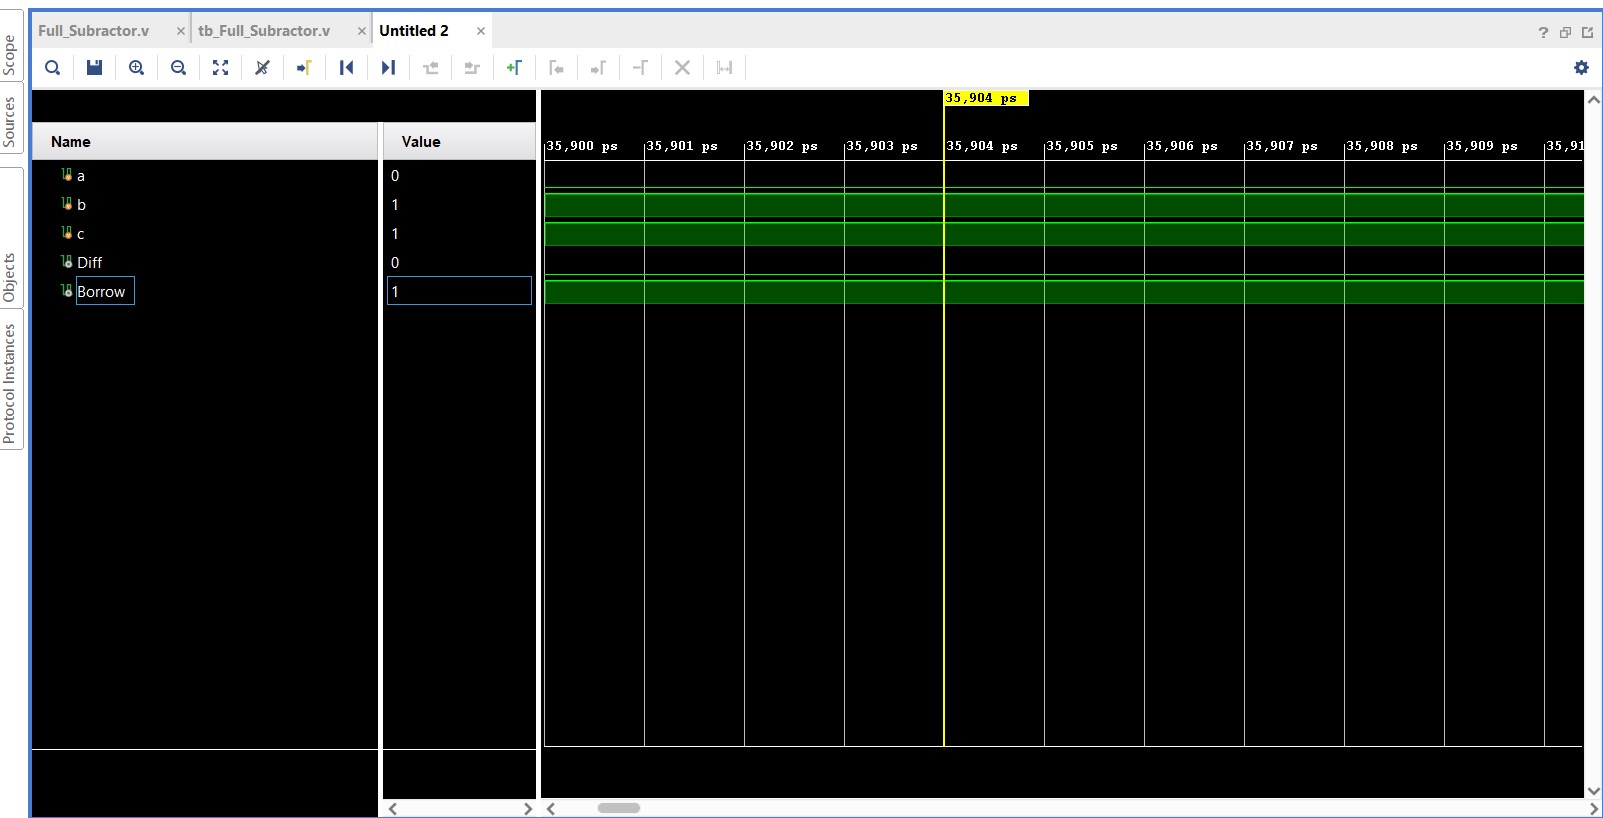 Full_Subractor.v × tb_Full_Subractor.v × Untitled 2 × ?
Scope
Sources
Objects
Protocol Instances
35,904 ps
Name Value
35,900 ps 35,901 ps 35,902 ps 35,903 ps 35,904 ps 35,905 ps 35,906 ps 35,907 ps 35,908 ps 35,909 ps 35,91
a 0
b 1
c 1
Diff 0
Borrow 1